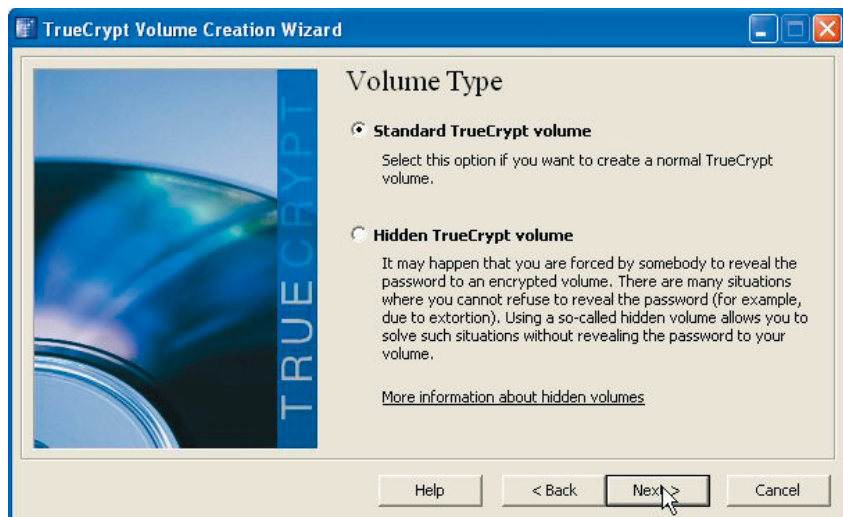 TrueCrypt Volume Creation Wizard
TRUECRYPT
Volume Type
Standard TrueCrypt volume
Select this option if you want to create a normal TrueCrypt
volume.
Hidden TrueCrypt volume
It may happen that you are forced by somebody to reveal the
password to an encrypted volume. There are many situations
where you cannot refuse to reveal the password (for example,
due to extortion). Using a so-called hidden volume allows you to
solve such situations without revealing the password to your
volume.
More information about hidden volumes
Help
< Back
Next >
Cancel